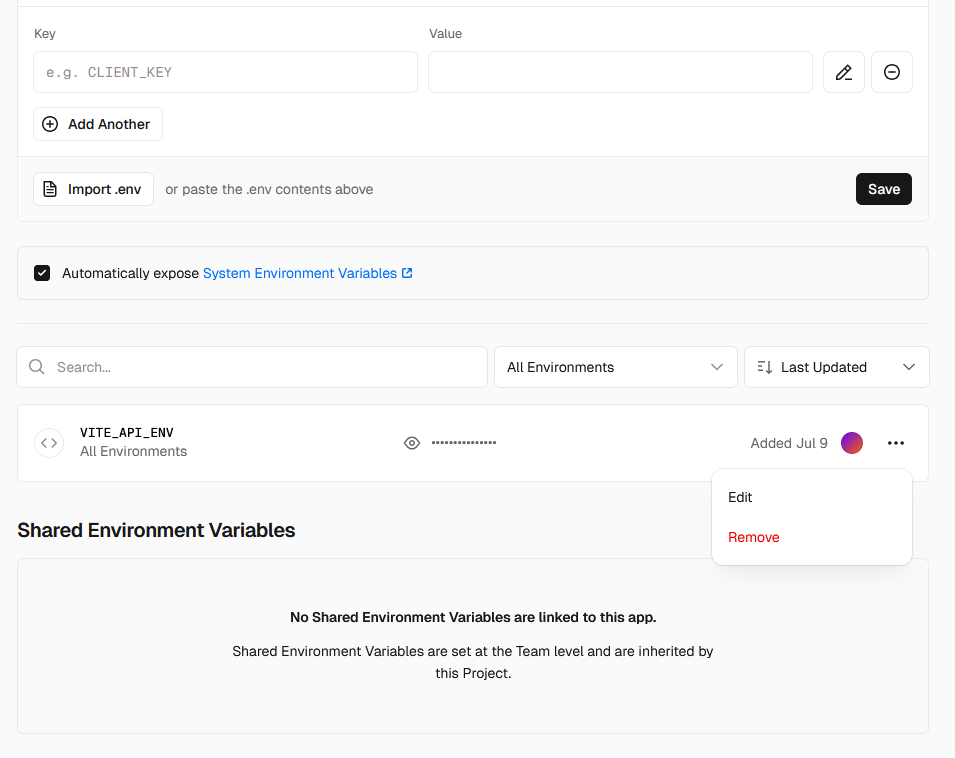 Key
Value
e.g. CLIENT_KEY
Add Another
Import .env
or paste the .env contents above
Save
Automatically expose System Environment Variables
Search...
All Environments
Last Updated
VITE_API_ENV
All Environments
•••••••••••••••
Added Jul 9
Edit
Remove
Shared Environment Variables
No Shared Environment Variables are linked to this app.
Shared Environment Variables are set at the Team level and are inherited by
this Project.